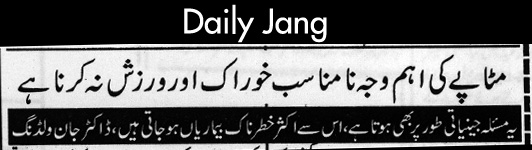 Daily Jang
مٹاپے کی اہم وجہ نامناسب خوراک اور ورزش نہ کرنا ہے
یہ مسئلہ جینیاتی طور پر بھی ہوتا ہے، اس سے اکثر خطرناک بیماریاں ہو جاتی ہیں، ڈاکٹر جان ولڈنگ